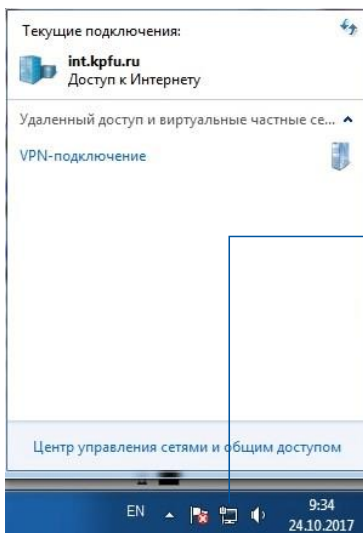 Текущие подключения:
int.kpfu.ru
Доступ к Интернету
Удаленный доступ и виртуальные частные се...
VPN-подключение
Центр управления сетями и общим доступом
EN
9:34
24.10.2017